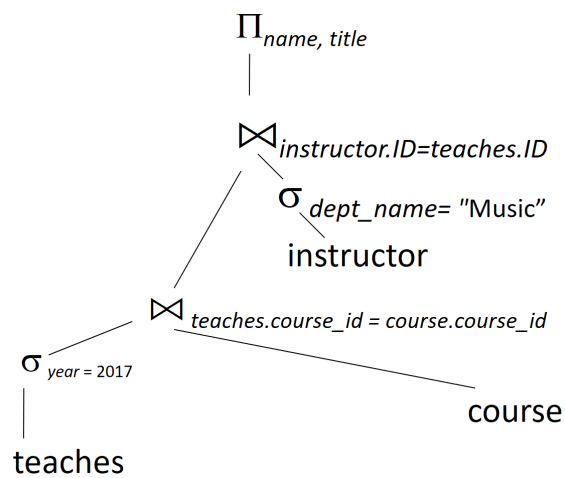 Π name, title
⋈ instructor.ID=teaches.ID
σ dept_name= "Music”
instructor
⋈ teaches.course_id = course.course_id
σ year = 2017
course
teaches